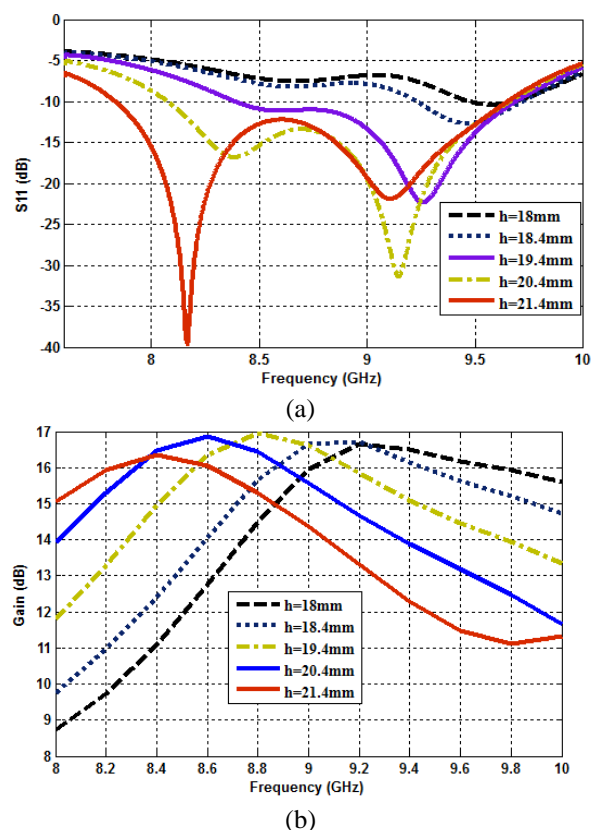 0
-5
-10
-15
-20
-25
-30
-35
-40
S11 (dB)
h=18mm
h=18.4mm
h=19.4mm
h=20.4mm
h=21.4mm
8 8.5 9 9.5 10
Frequency (GHz)
(a)
17
16
15
14
13
12
11
10
9
8
Gain (dB)
h=18mm
h=18.4mm
h=19.4mm
h=20.4mm
h=21.4mm
8 8.2 8.4 8.6 8.8 9 9.2 9.4 9.6 9.8 10
Frequency (GHz)
(b)